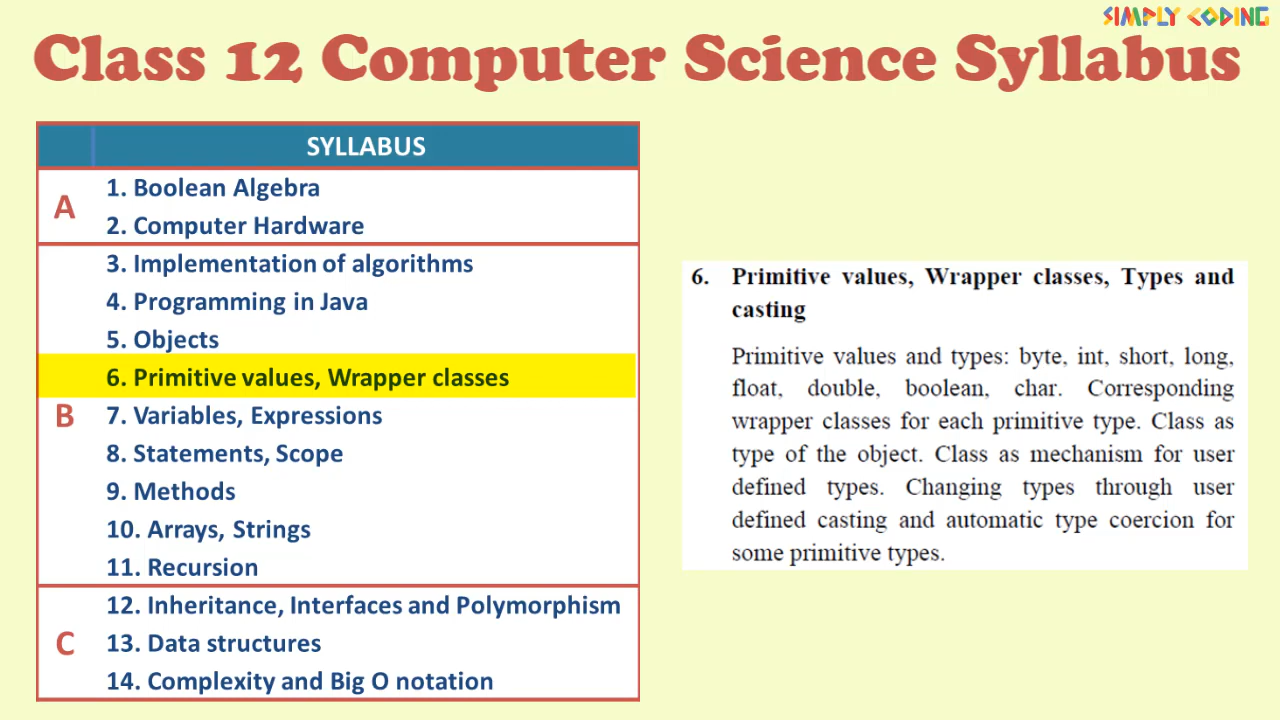 SIMPLY CODING
Class 12 Computer Science Syllabus
SYLLABUS
A
1. Boolean Algebra
2. Computer Hardware
B
3. Implementation of algorithms
4. Programming in Java
5. Objects
6. Primitive values, Wrapper classes
7. Variables, Expressions
8. Statements, Scope
9. Methods
10. Arrays, Strings
11. Recursion
C
12. Inheritance, Interfaces and Polymorphism
13. Data structures
14. Complexity and Big O notation
6. Primitive values, Wrapper classes, Types and
casting
Primitive values and types: byte, int, short, long,
float, double, boolean, char. Corresponding
wrapper classes for each primitive type. Class as
type of the object. Class as mechanism for user
defined types. Changing types through user
defined casting and automatic type coercion for
some primitive types.